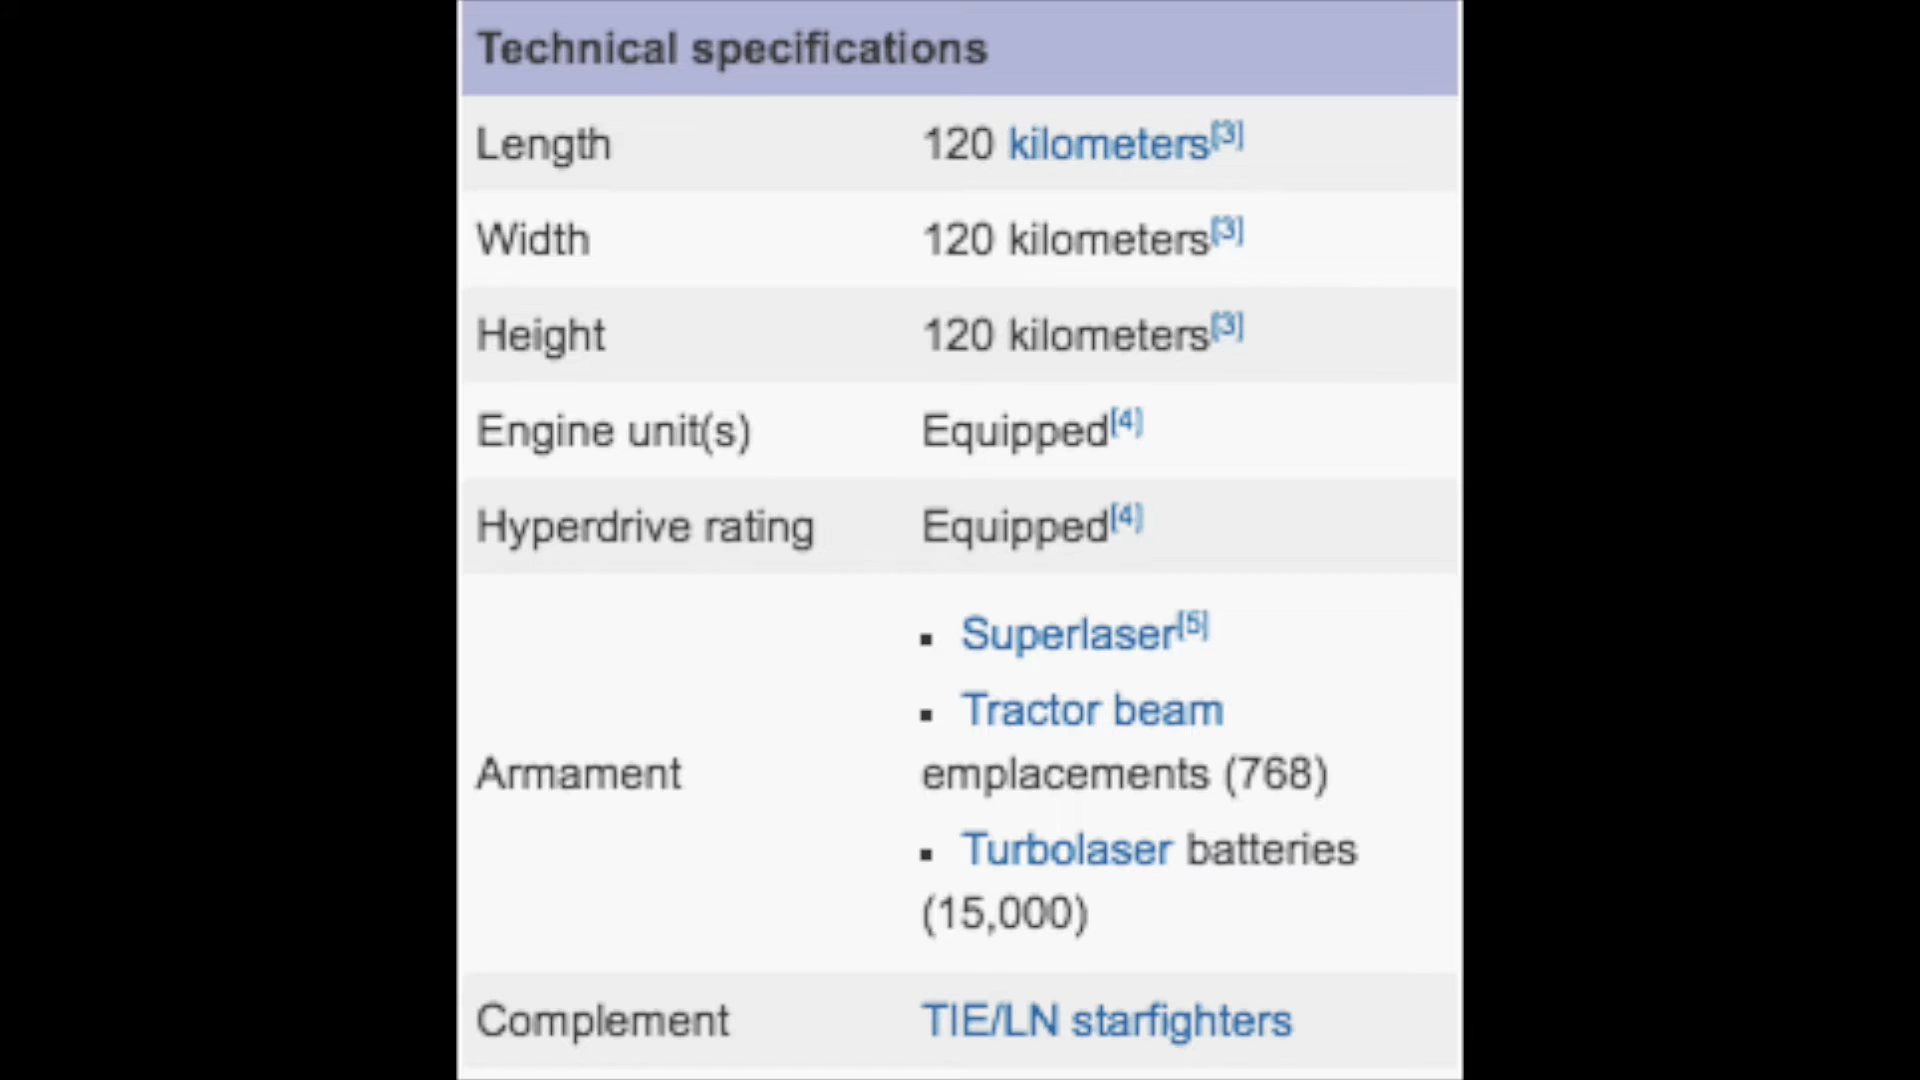 Technical specifications
Length 120 kilometers[3]
Width 120 kilometers[3]
Height 120 kilometers[3]
Engine unit(s) Equipped[4]
Hyperdrive rating Equipped[4]
▪ Superlaser[5]
▪ Tractor beam
Armament emplacements (768)
▪ Turbolaser batteries
(15,000)
Complement TIE/LN starfighters